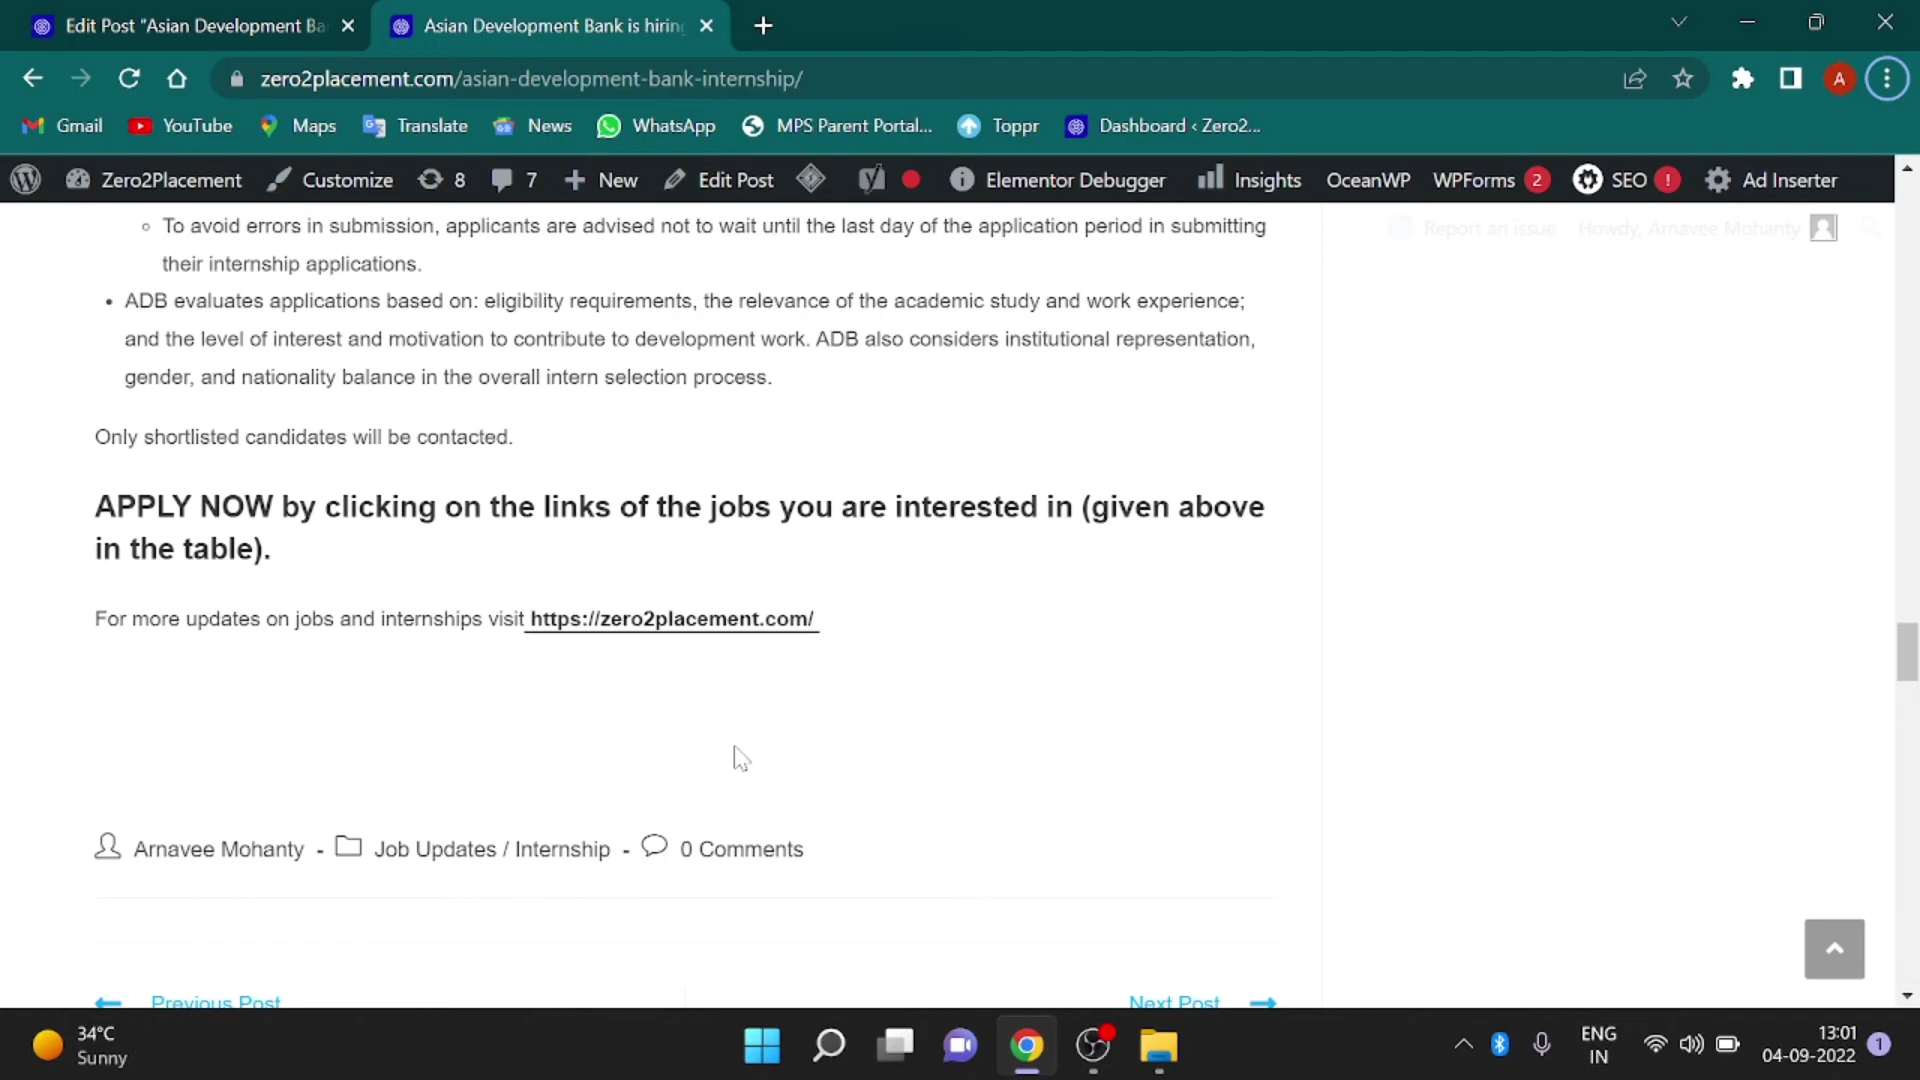 Edit Post "Asian Development Ba
Asian Development Bank is hiring
zero2placement.com/asian-development-bank-internship/
A
Gmail
YouTube
Maps
Translate
News
WhatsApp
MPS Parent Portal...
Toppr
Dashboard ‹ Zero2...
Zero2Placement
Customize
8
7
New
Edit Post
Elementor Debugger
Insights
OceanWP
WPForms 2
SEO !
Ad Inserter
Report an issue
Howdy, Arnavee Mohanty
To avoid errors in submission, applicants are advised not to wait until the last day of the application period in submitting
their internship applications.
ADB evaluates applications based on: eligibility requirements, the relevance of the academic study and work experience;
and the level of interest and motivation to contribute to development work. ADB also considers institutional representation,
gender, and nationality balance in the overall intern selection process.
Only shortlisted candidates will be contacted.
APPLY NOW by clicking on the links of the jobs you are interested in (given above
in the table).
For more updates on jobs and internships visit https://zero2placement.com/
Arnavee Mohanty - Job Updates / Internship - 0 Comments
Previous Post
Next Post
34°C
Sunny
ENG
IN
13:01
04-09-2022
1